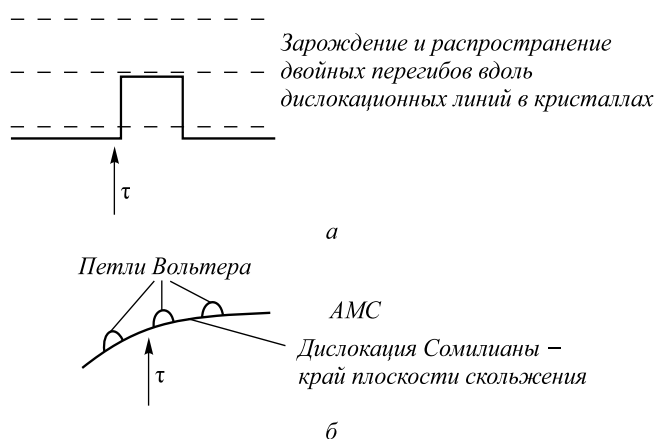 Зарождение и распространение
двойных перегибов вдоль
дислокационных линий в кристаллах
τ
а
Петли Вольтера
АМС
Дислокация Сомилианы –
край плоскости скольжения
τ
б